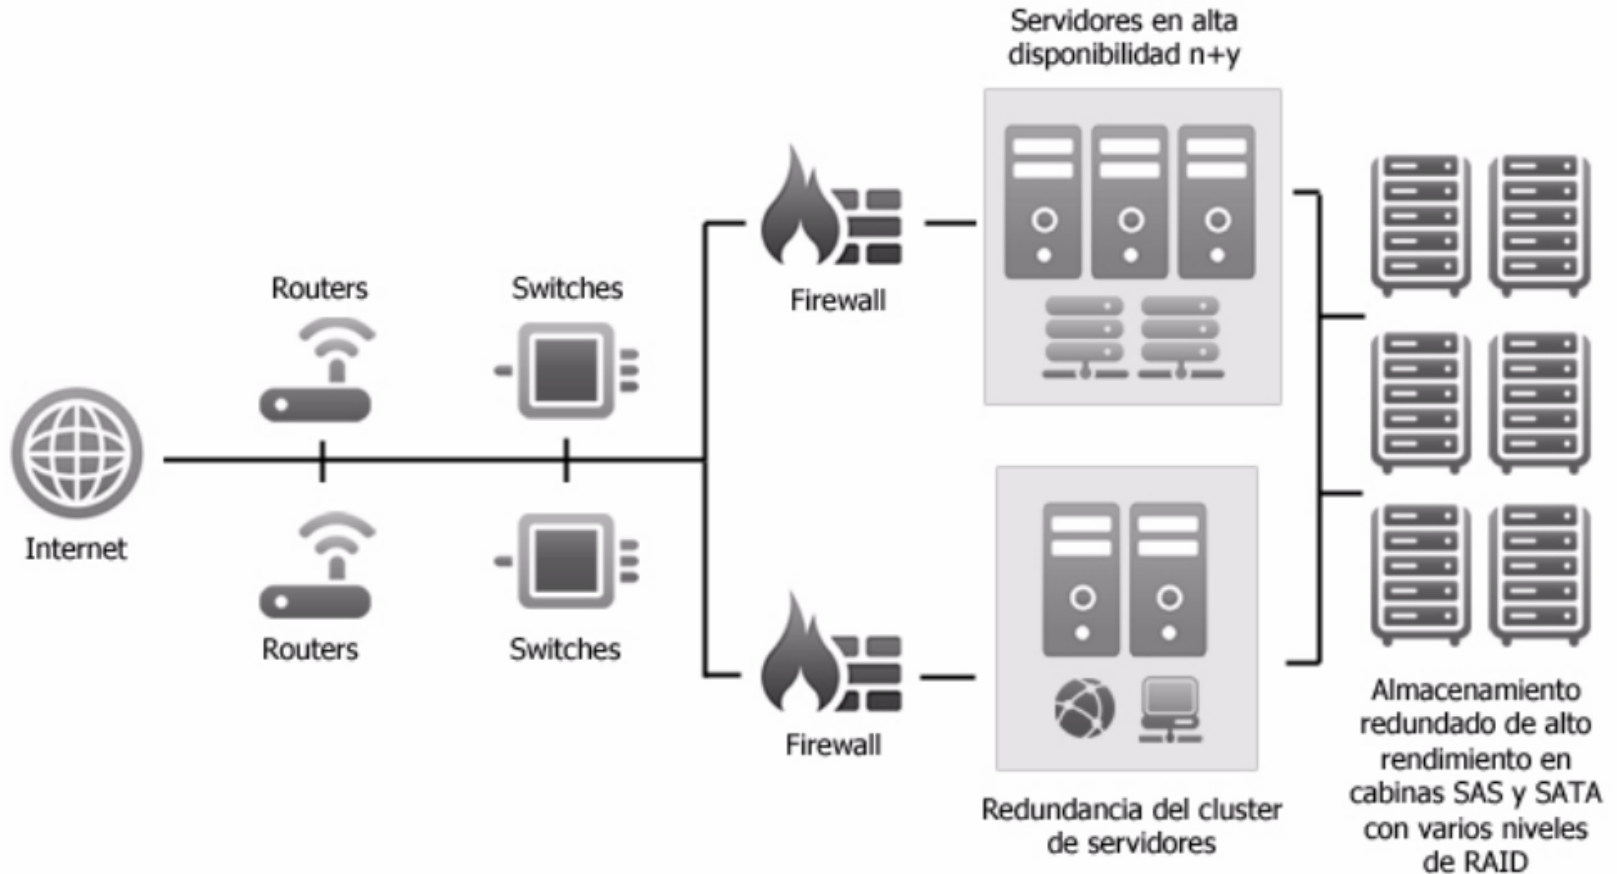 Servidores en alta
disponibilidad n+y
Routers
Switches
Firewall
Internet
Routers
Switches
Firewall
Redundancia del cluster
de servidores
Almacenamiento
redundado de alto
rendimiento en
cabinas SAS y SATA
con varios niveles
de RAID